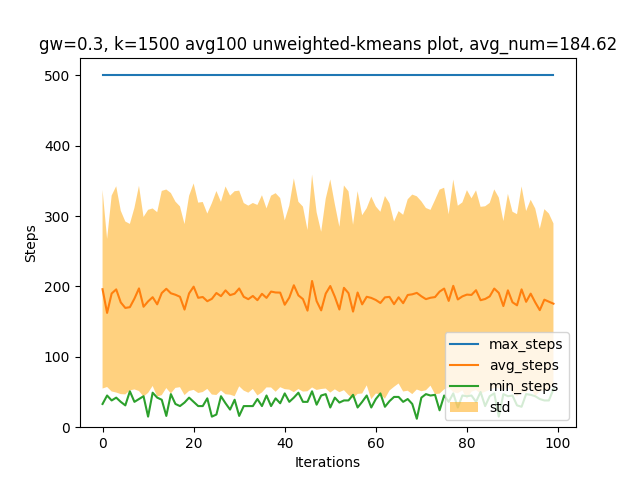 gw=0.3, k=1500 avg100 unweighted-kmeans plot, avg_num=184.62
500
400
300
200
100
0
Steps
0
20
40
60
80
100
Iterations
max_steps
avg_steps
min_steps
std